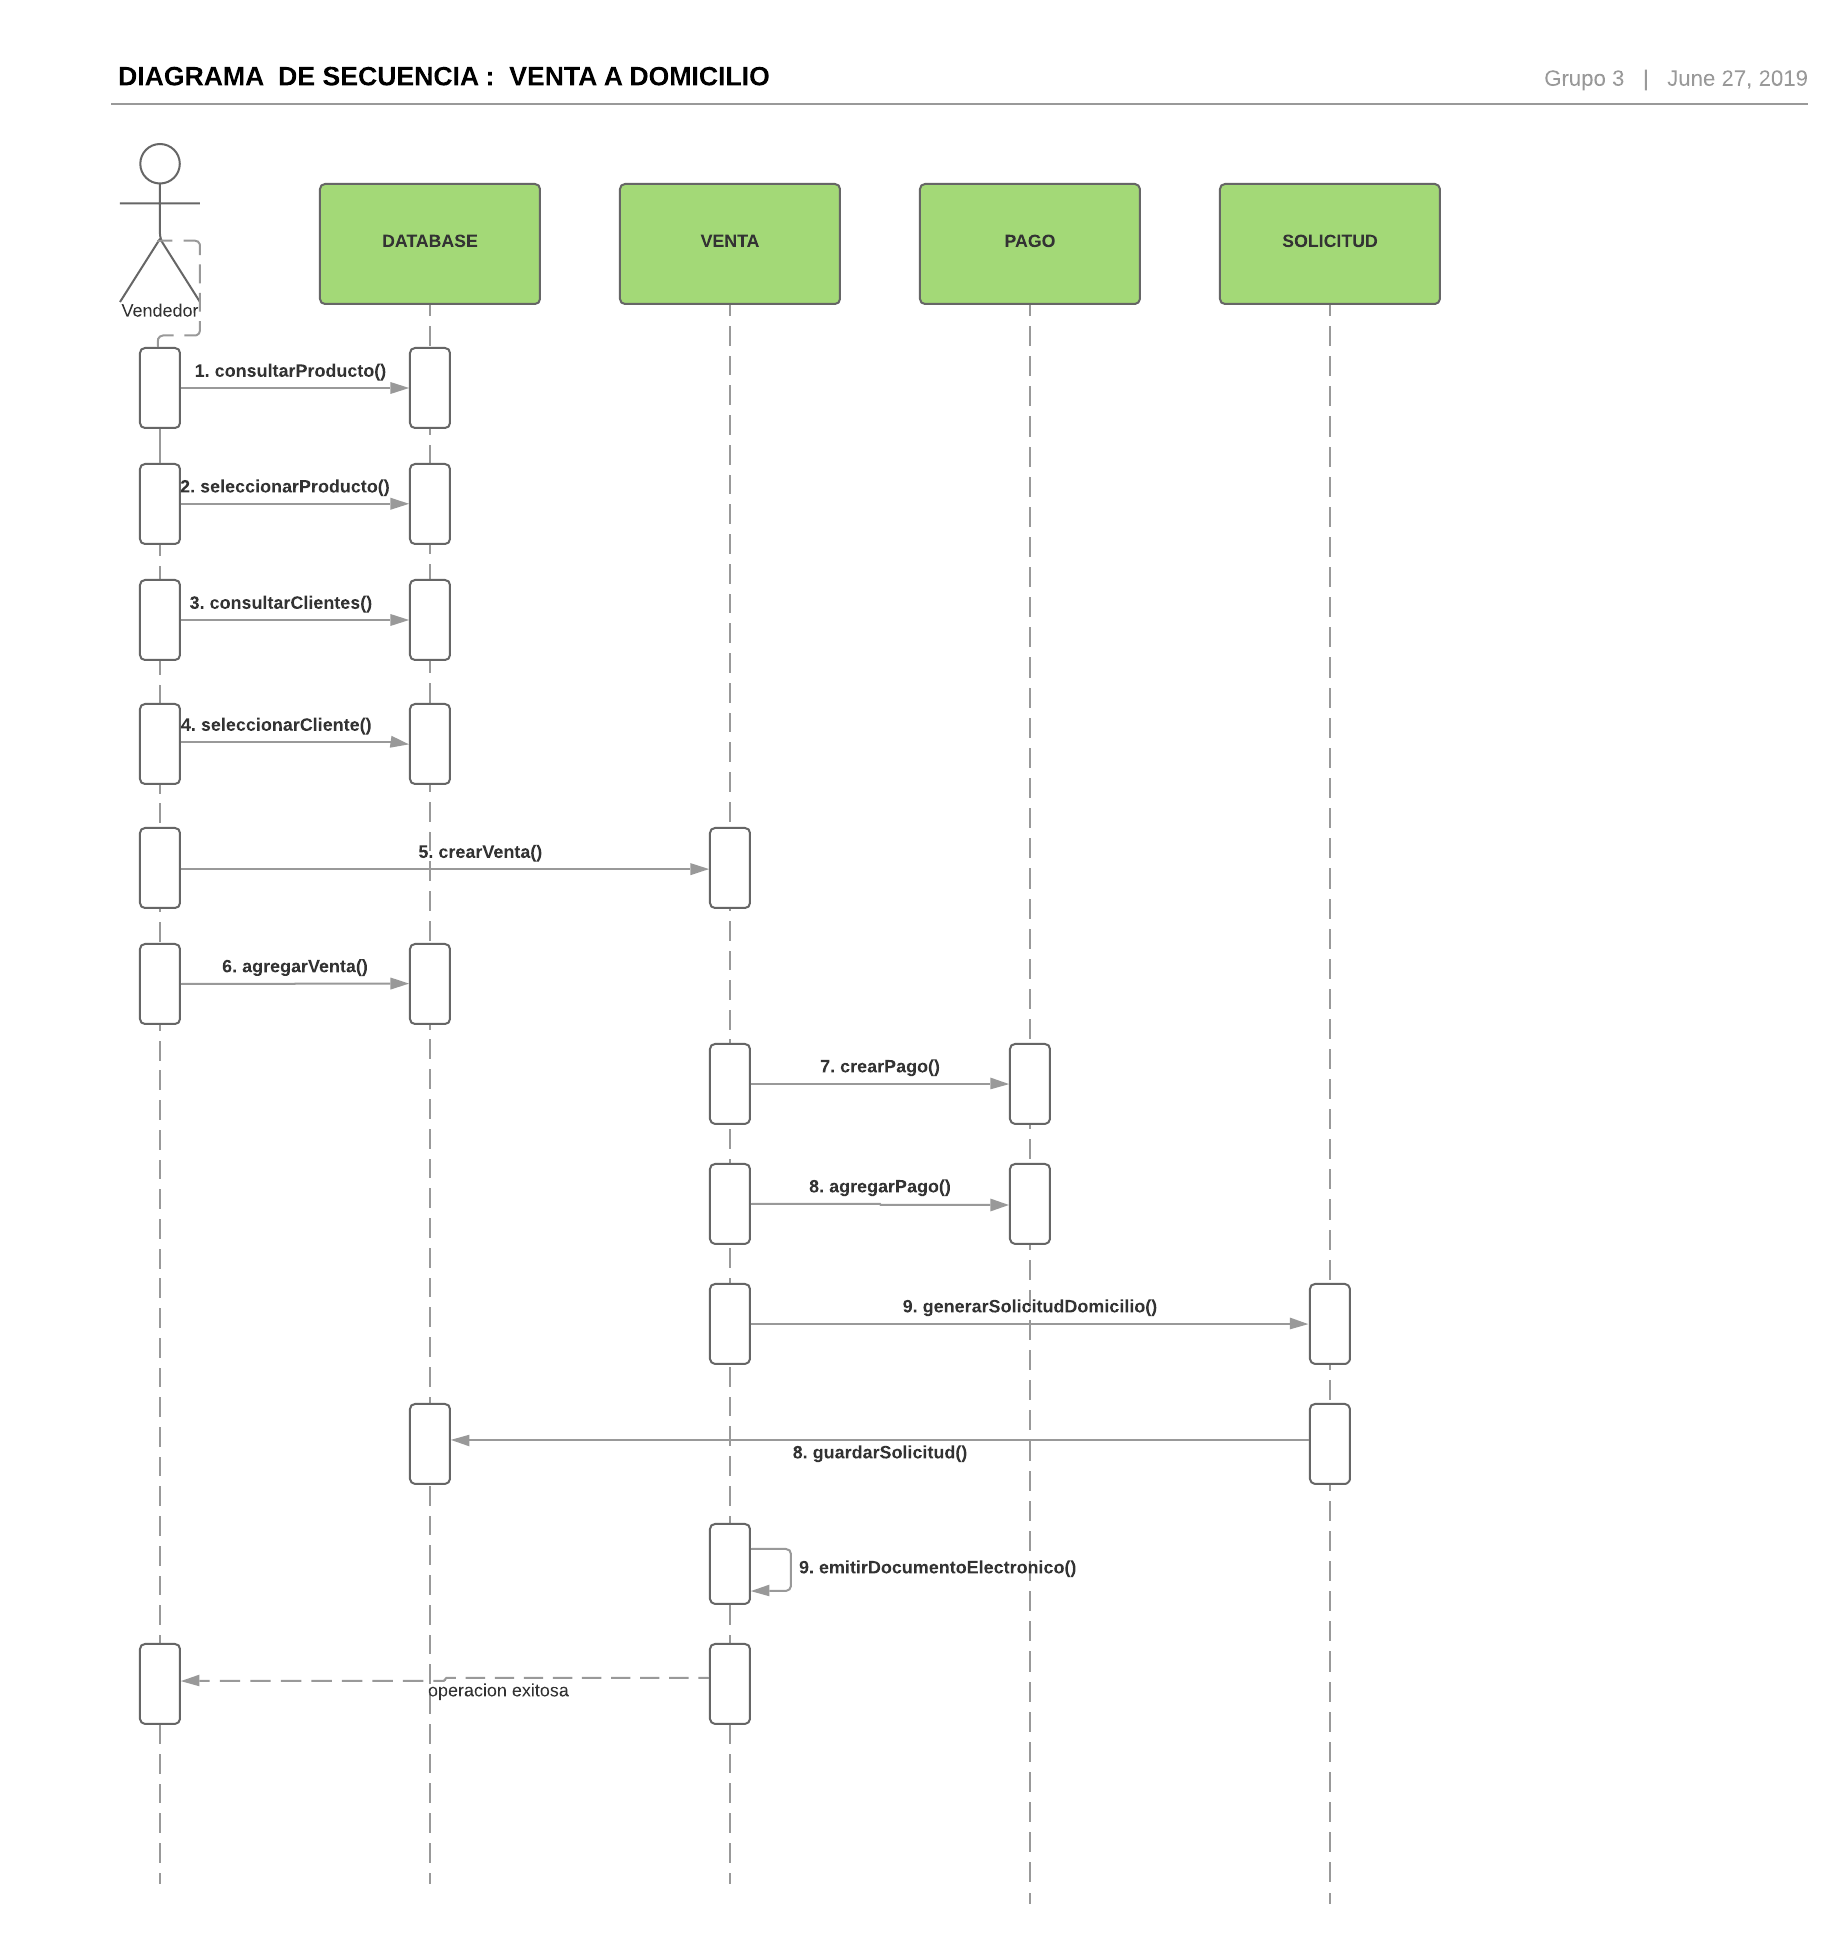 DIAGRAMA DE SECUENCIA : VENTA A DOMICILIO
Grupo 3 | June 27, 2019
DATABASE
VENTA
PAGO
SOLICITUD
Vendedor
1. consultarProducto()
2. seleccionarProducto()
3. consultarClientes()
4. seleccionarCliente()
5. crearVenta()
6. agregarVenta()
7. crearPago()
8. agregarPago()
9. generarSolicitudDomicilio()
8. guardarSolicitud()
9. emitirDocumentoElectronico()
operacion exitosa